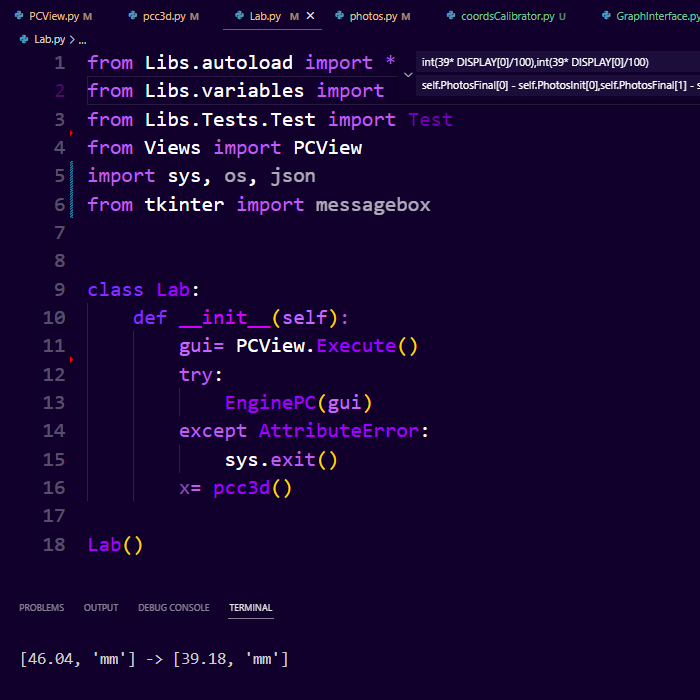 PCView.py M pcc3d.py M Lab.py M × photos.py M coordsCalibrator.py U GraphInterface.py
Lab.py > ...
int(39* DISPLAY[0]/100),int(39* DISPLAY[0]/100)
self.PhotosFinal[0] - self.PhotosInit[0],self.PhotosFinal[1] - s
1 from Libs.autoload import *
2 from Libs.variables import
3 from Libs.Tests.Test import Test
4 from Views import PCView
5 import sys, os, json
6 from tkinter import messagebox
7
8
9 class Lab:
10 def __init__(self):
11 gui= PCView.Execute()
12 try:
13 EnginePC(gui)
14 except AttributeError:
15 sys.exit()
16 x= pcc3d()
17
18 Lab()
PROBLEMS OUTPUT DEBUG CONSOLE TERMINAL
[46.04, 'mm'] -> [39.18, 'mm']